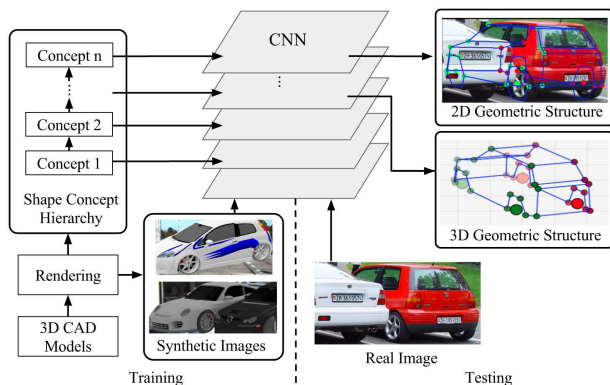 CNN
Concept n
Concept 2
Concept 1
Shape Concept
Hierarchy
Rendering
3D CAD
Models
Synthetic Images
2D Geometric Structure
3D Geometric Structure
Real Image
Training
Testing